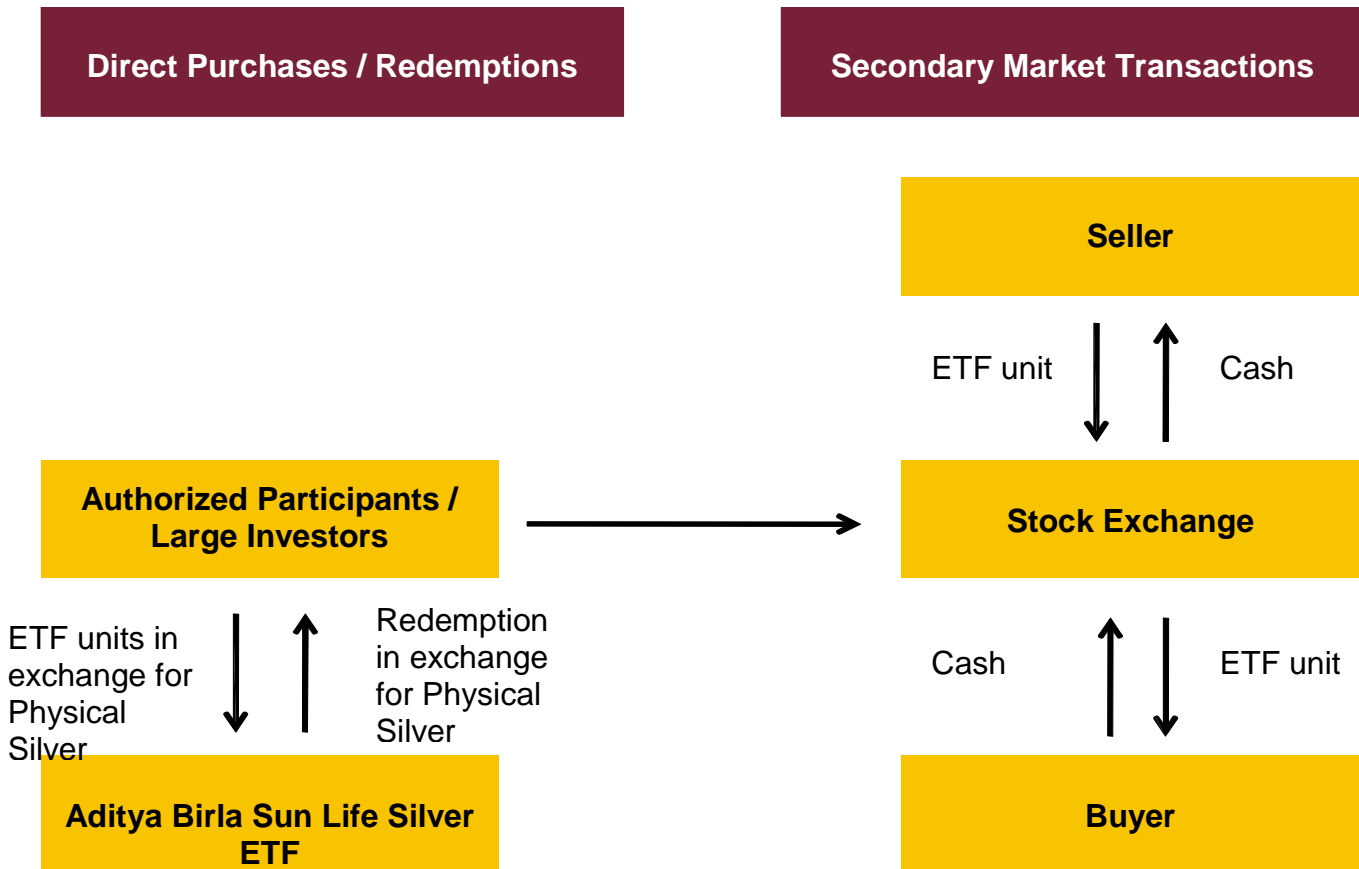 Direct Purchases / Redemptions
Secondary Market Transactions
Seller
ETF unit
Cash
Authorized Participants /
Large Investors
Stock Exchange
ETF units in
exchange for
Physical
Silver
Redemption
in exchange
for Physical
Silver
Cash
ETF unit
Aditya Birla Sun Life Silver
ETF
Buyer